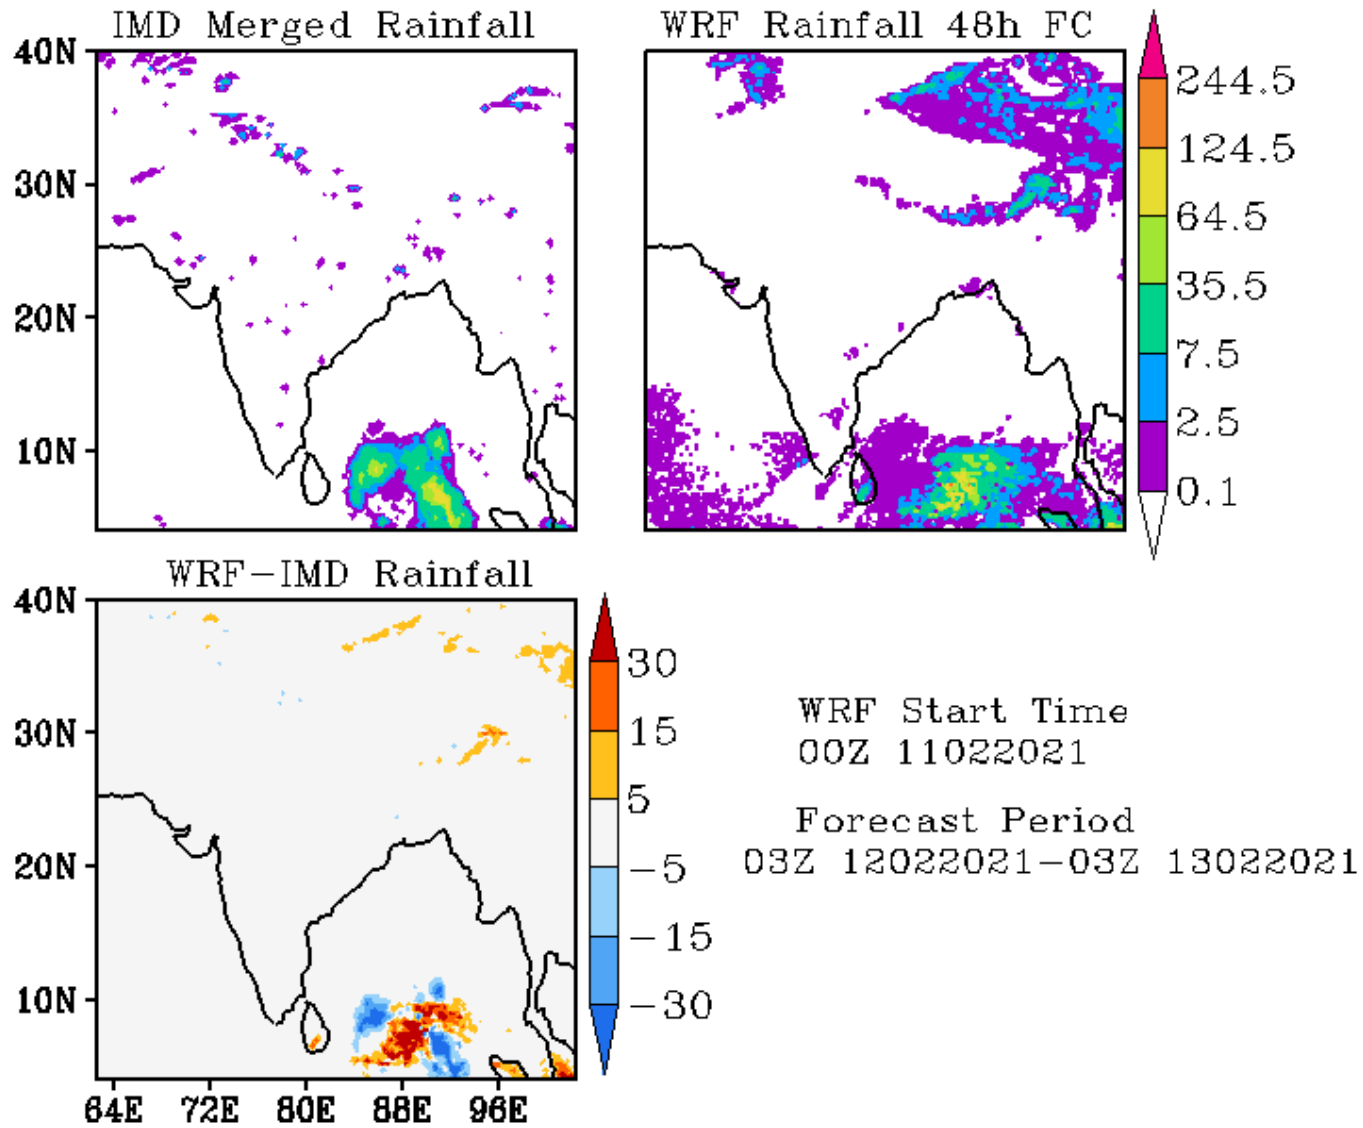 IMD Merged Rainfall
WRF Rainfall 48h FC
40N
30N
20N
10N
244.5
124.5
64.5
35.5
7.5
2.5
0.1
WRF-IMD Rainfall
40N
30N
20N
10N
64E 72E 80E 88E 96E
30
15
5
-5
-15
-30
WRF Start Time
00Z 11022021
Forecast Period
03Z 12022021-03Z 13022021